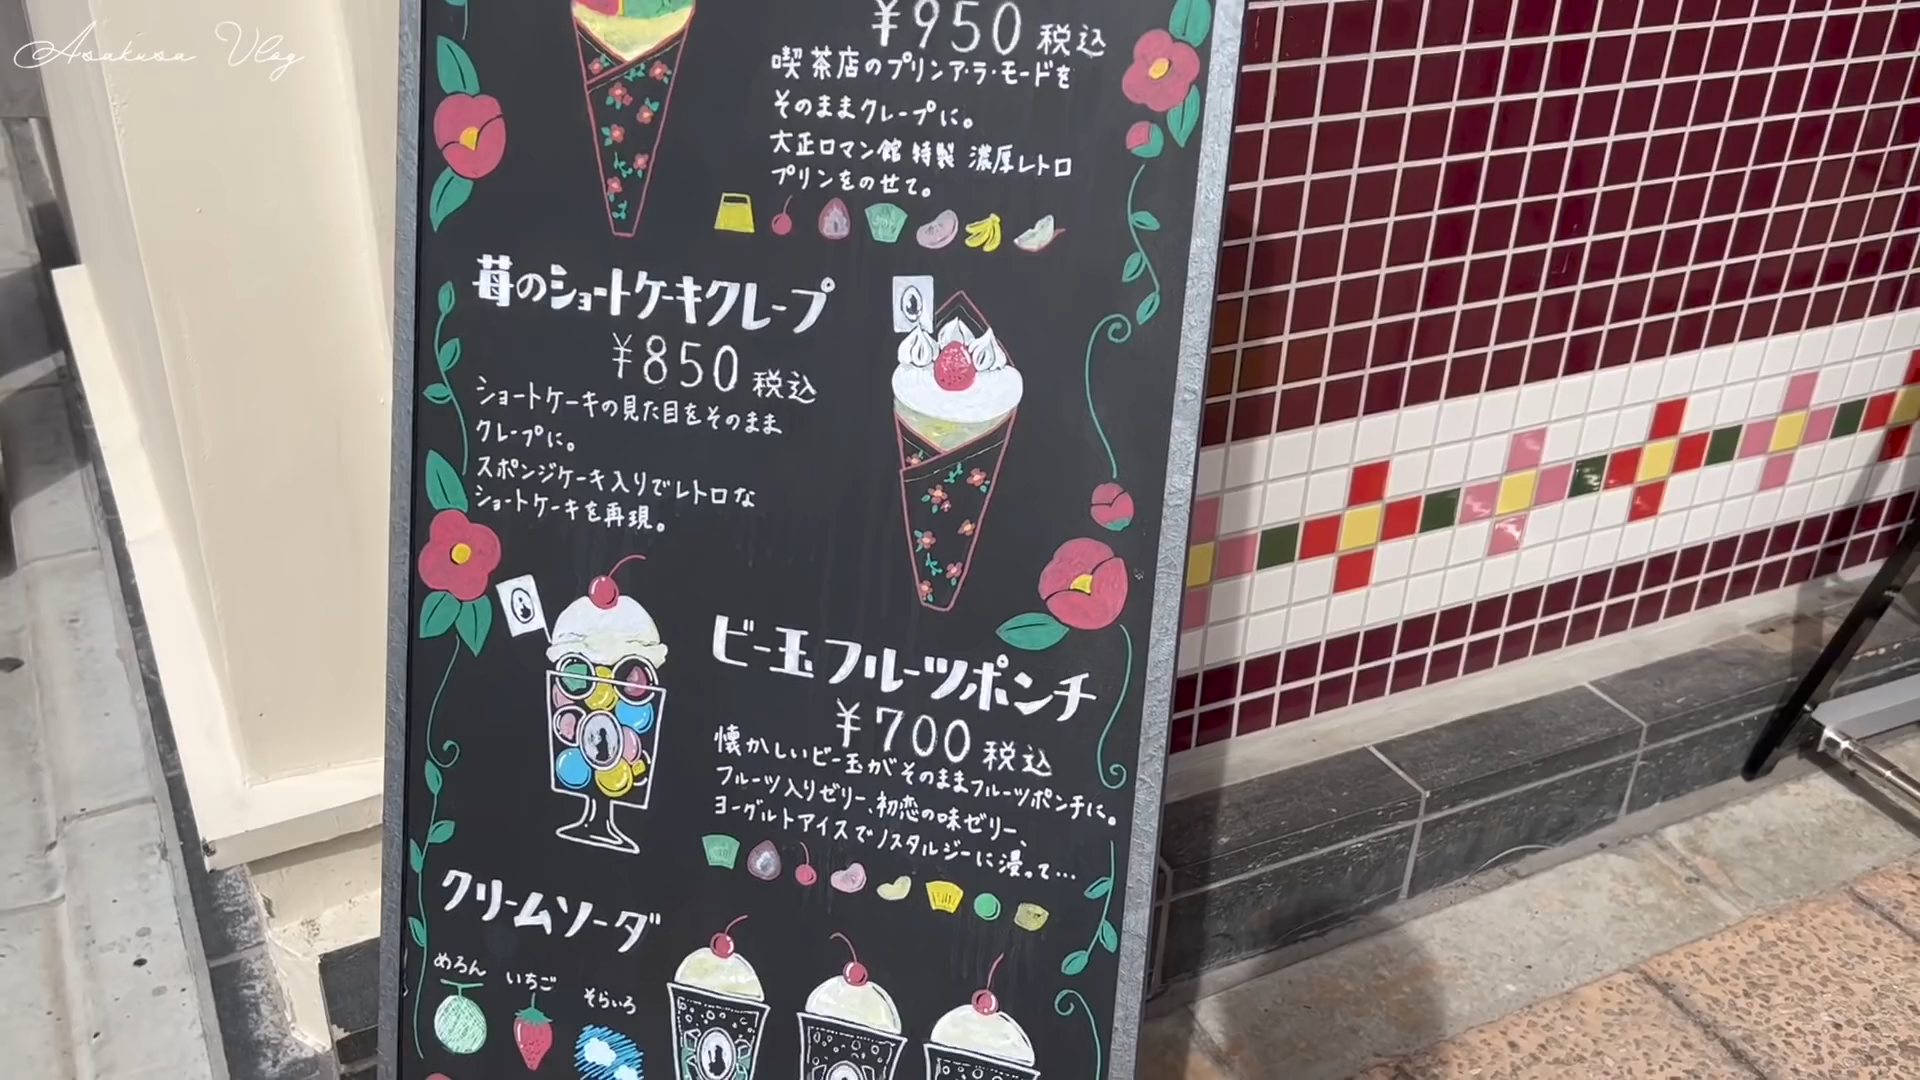 Asakusa Vlog
¥950 税込
喫茶店のプリンア・ラ・モードを
そのままクレープに。
大正ロマン館 特製 濃厚レトロ
プリンをのせて。
苺のショートケーキクレープ
¥850 税込
ショートケーキの見た目をそのまま
クレープに。
スポンジケーキ入りでレトロな
ショートケーキを再現。
ビー玉フルーツポンチ
¥700 税込
懐かしいビー玉がそのままフルーツポンチに。
フルーツ入りゼリー、初恋の味ゼリー、
ヨーグルトアイスでノスタルジーに浸って…
クリームソーダ
めろん
いちご
そらいろ